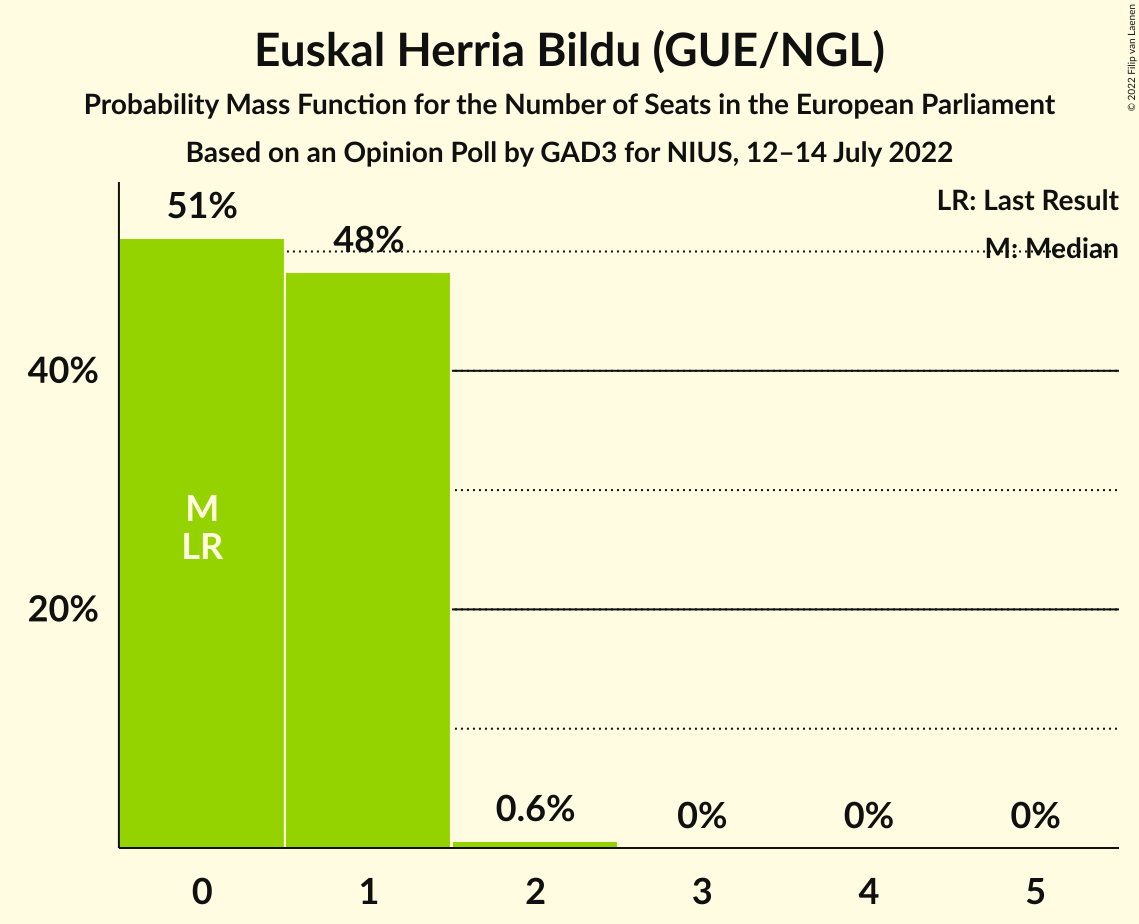 Euskal Herria Bildu (GUE/NGL)
Probability Mass Function for the Number of Seats in the European Parliament
Based on an Opinion Poll by GAD3 for NIUS, 12–14 July 2022
© 2022 Filip van Laenen
LR: Last Result
M: Median
51%
48%
40%
M
LR
20%
0.6%
0%
0%
0%
0
1
2
3
4
5